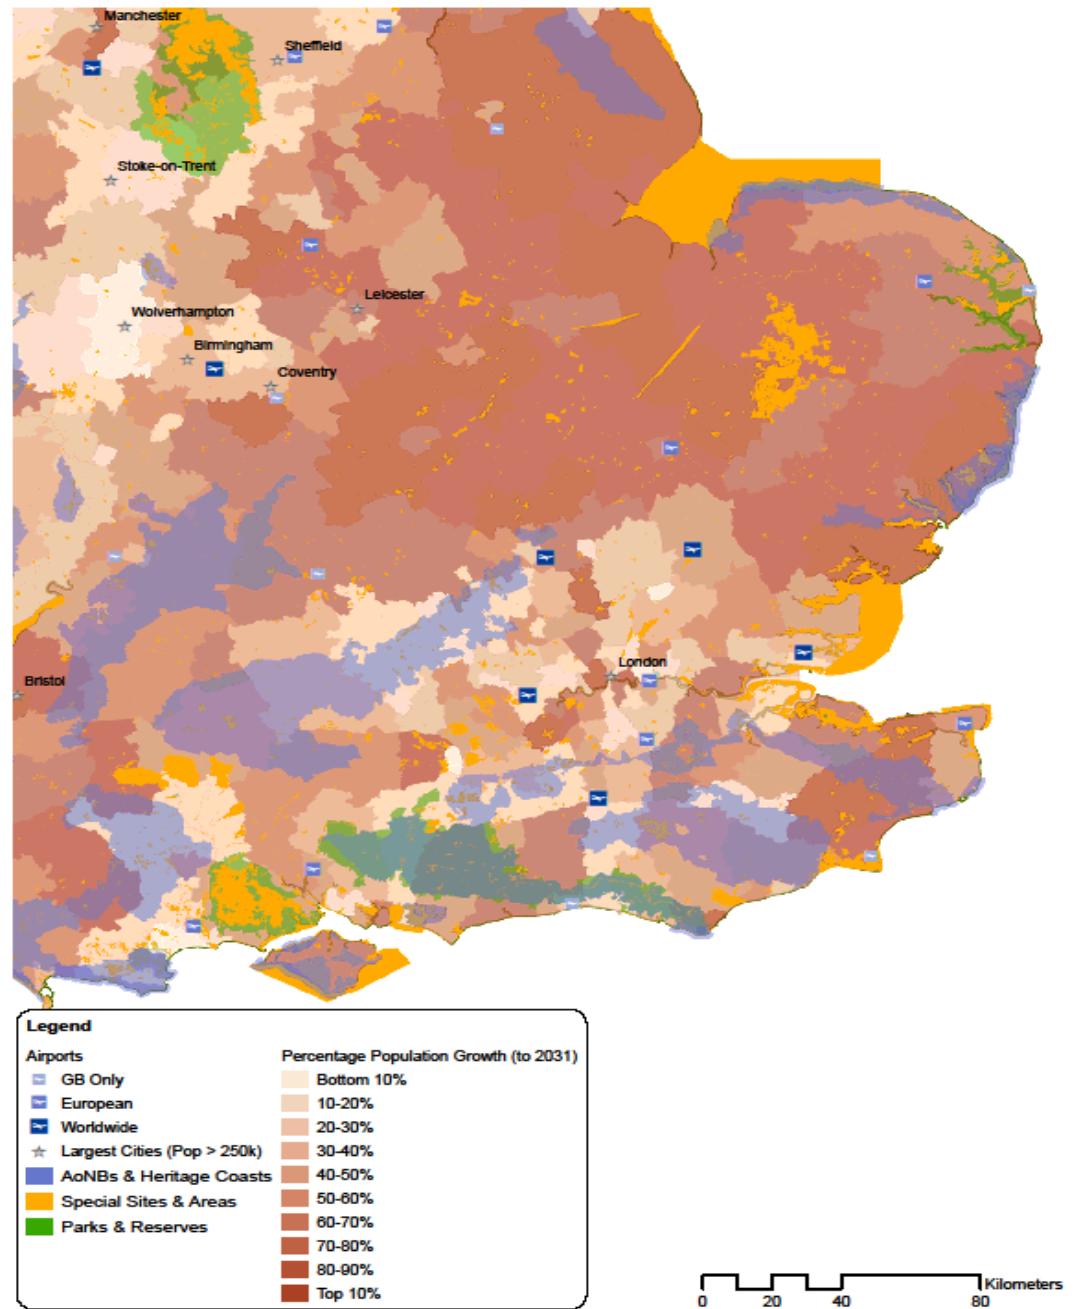 Manchester
Sheffield
Stoke-on-Trent
Leicester
Wolverhampton
Birmingham
Coventry
London
Bristol
Legend
Airports
GB Only
European
Worldwide
Largest Cities (Pop > 250k)
AoNBs & Heritage Coasts
Special Sites & Areas
Parks & Reserves
Percentage Population Growth (to 2031)
Bottom 10%
10-20%
20-30%
30-40%
40-50%
50-60%
60-70%
70-80%
80-90%
Top 10%
Kilometers
0 20 40 80